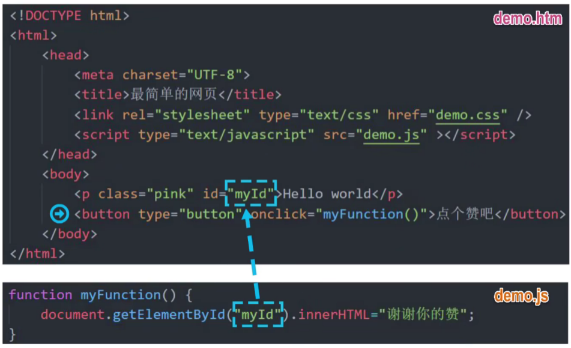 <!DOCTYPE html>
demo.htm
<html>
<head>
<meta charset="UTF-8">
<title>最简单的网页</title>
<link rel="stylesheet" type="text/css" href="demo.css" />
<script type="text/javascript" src="demo.js" ></script>
</head>
<body>
<p class="pink" id="myId">Hello world</p>
<button type="button" onclick="myFunction()">点个赞吧</button>
</body>
</html>
function myFunction() {
demo.js
document.getElementById("myId").innerHTML="谢谢你的赞";
}